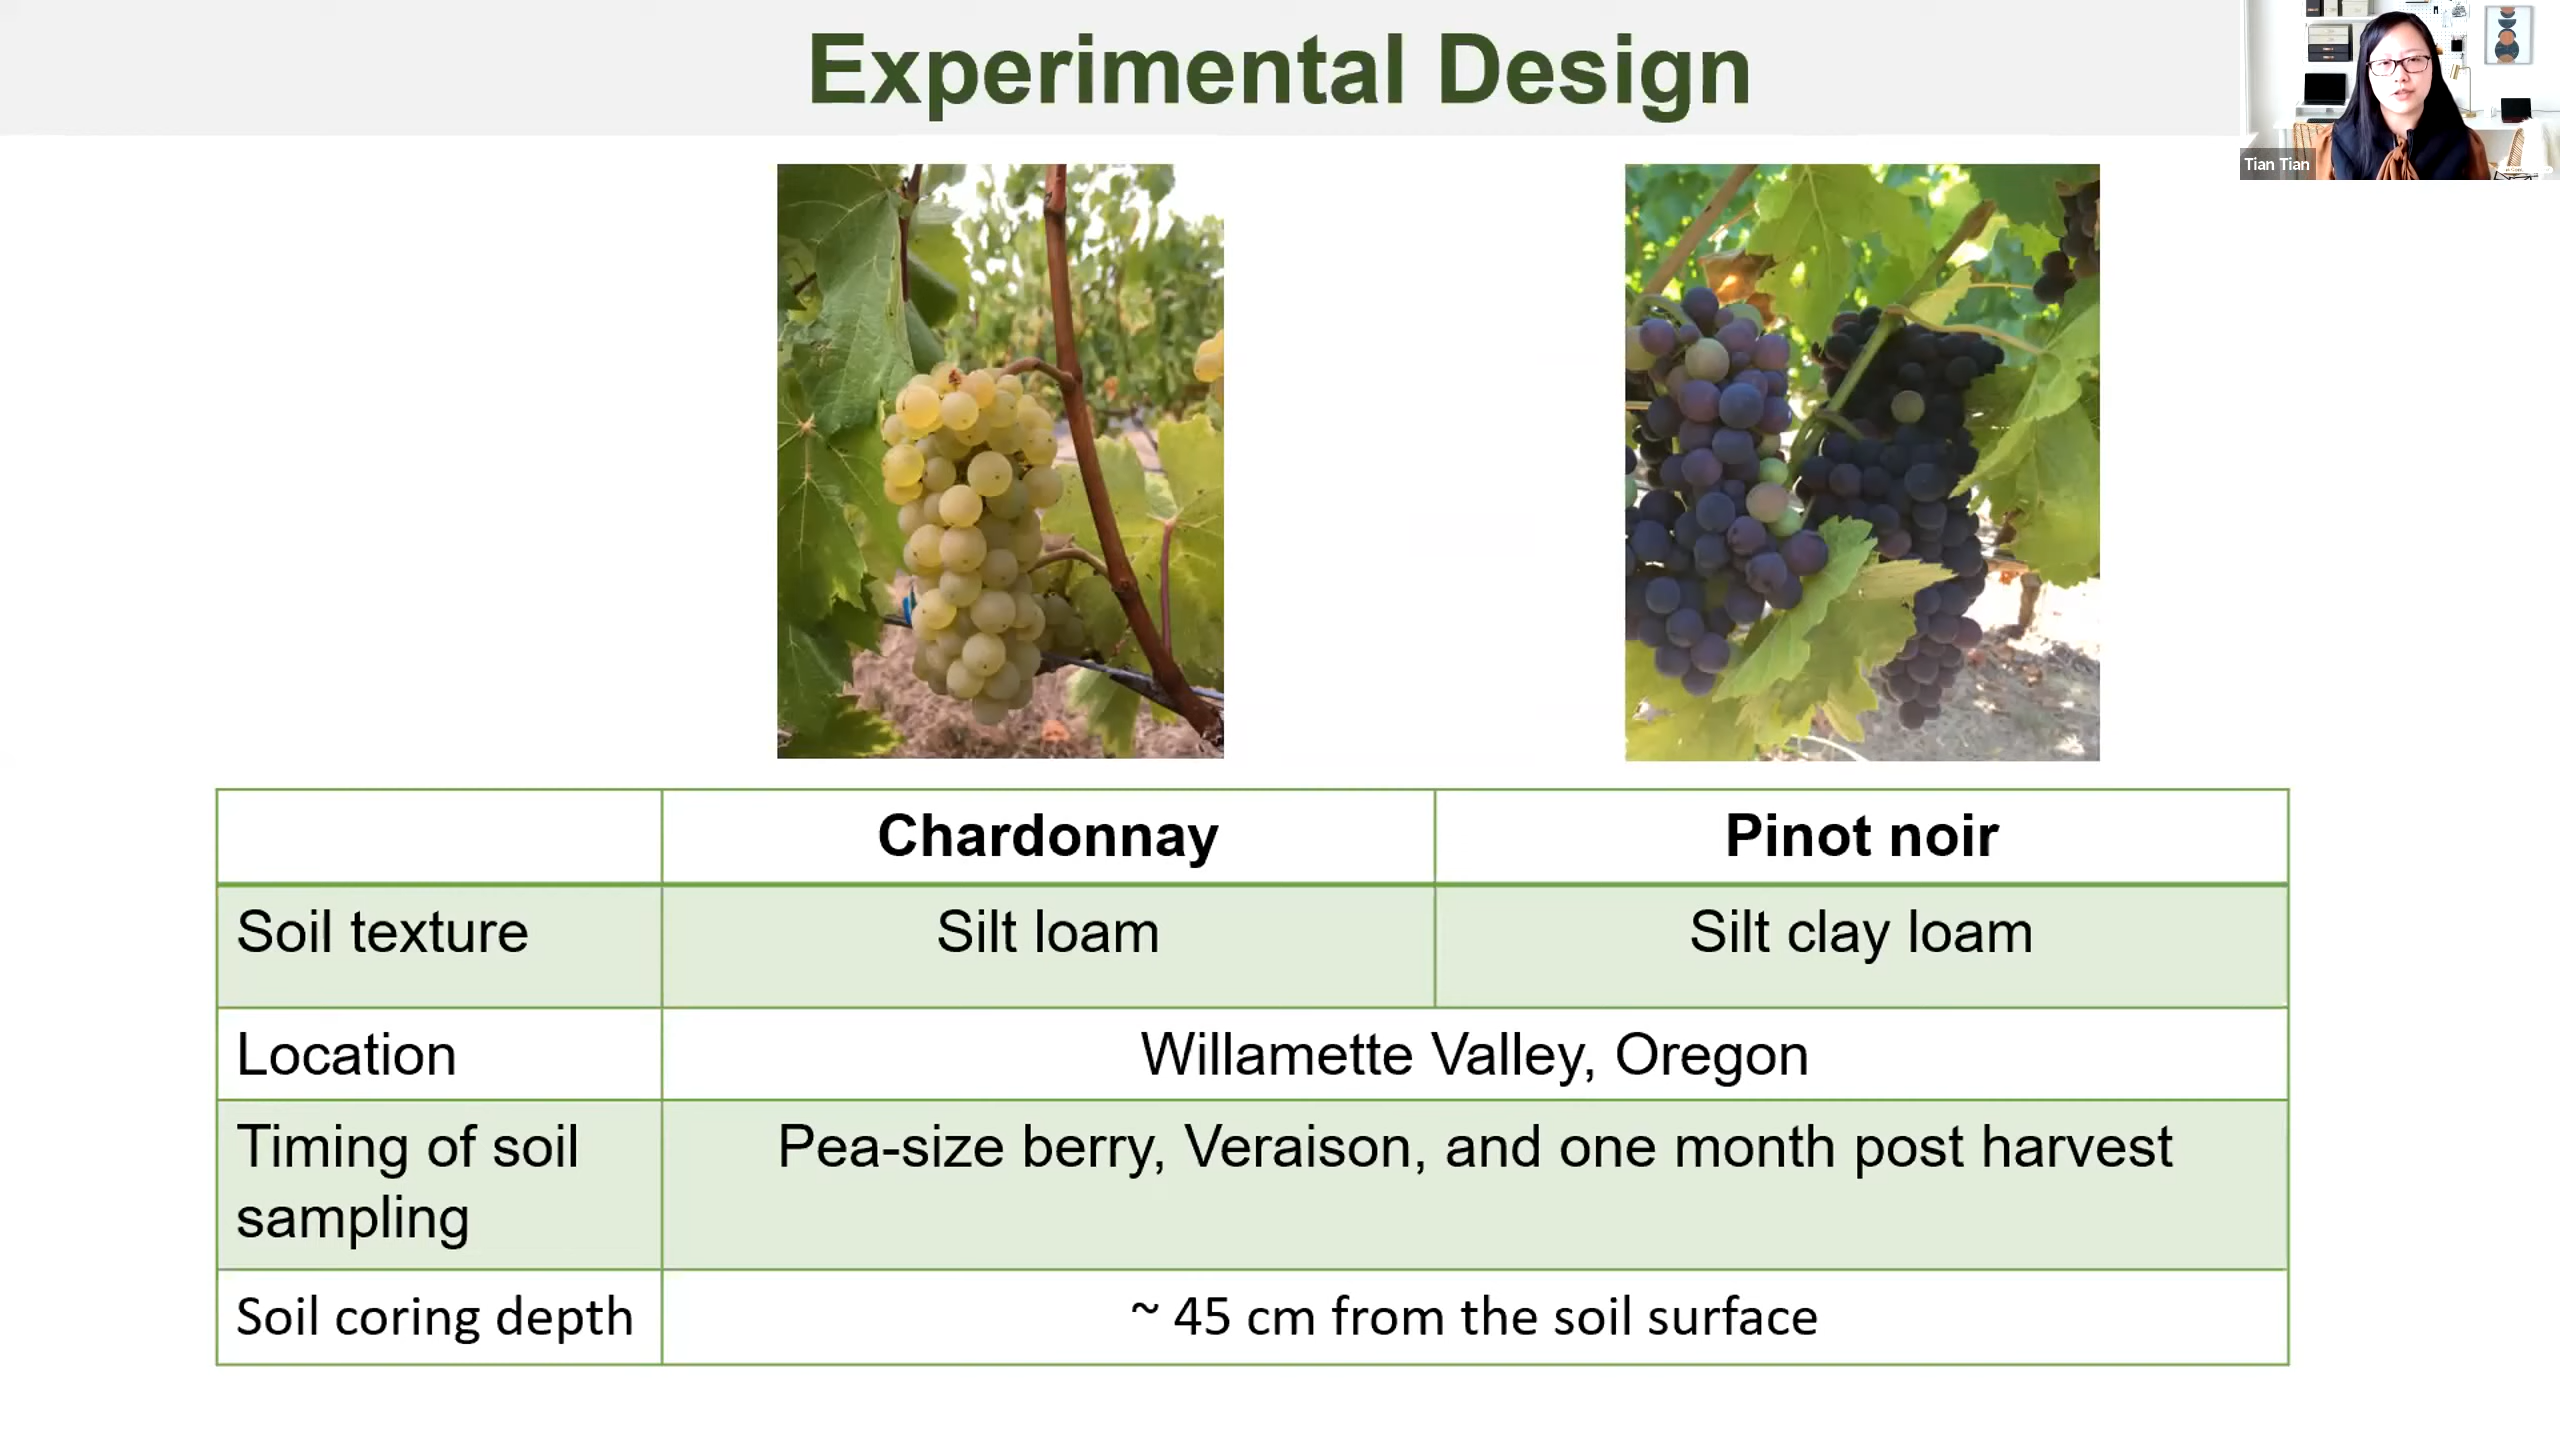 Experimental Design
Tian Tian
Chardonnay
Pinot noir
Soil texture
Silt loam
Silt clay loam
Location
Willamette Valley, Oregon
Timing of soil
sampling
Pea-size berry, Veraison, and one month post harvest
Soil coring depth
~ 45 cm from the soil surface